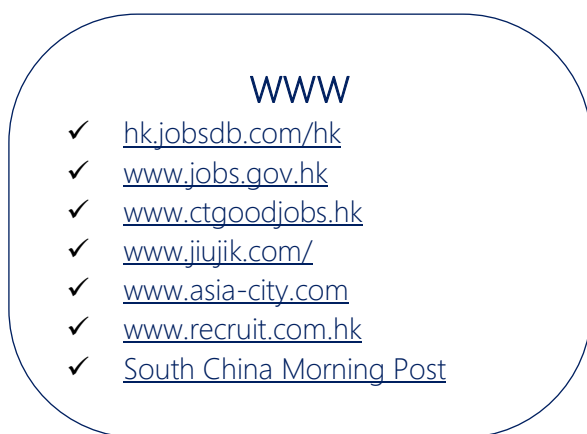 WWW
✓ hk.jobsdb.com/hk
✓ www.jobs.gov.hk
✓ www.ctgoodjobs.hk
✓ www.jiujik.com/
✓ www.asia-city.com
✓ www.recruit.com.hk
✓ South China Morning Post